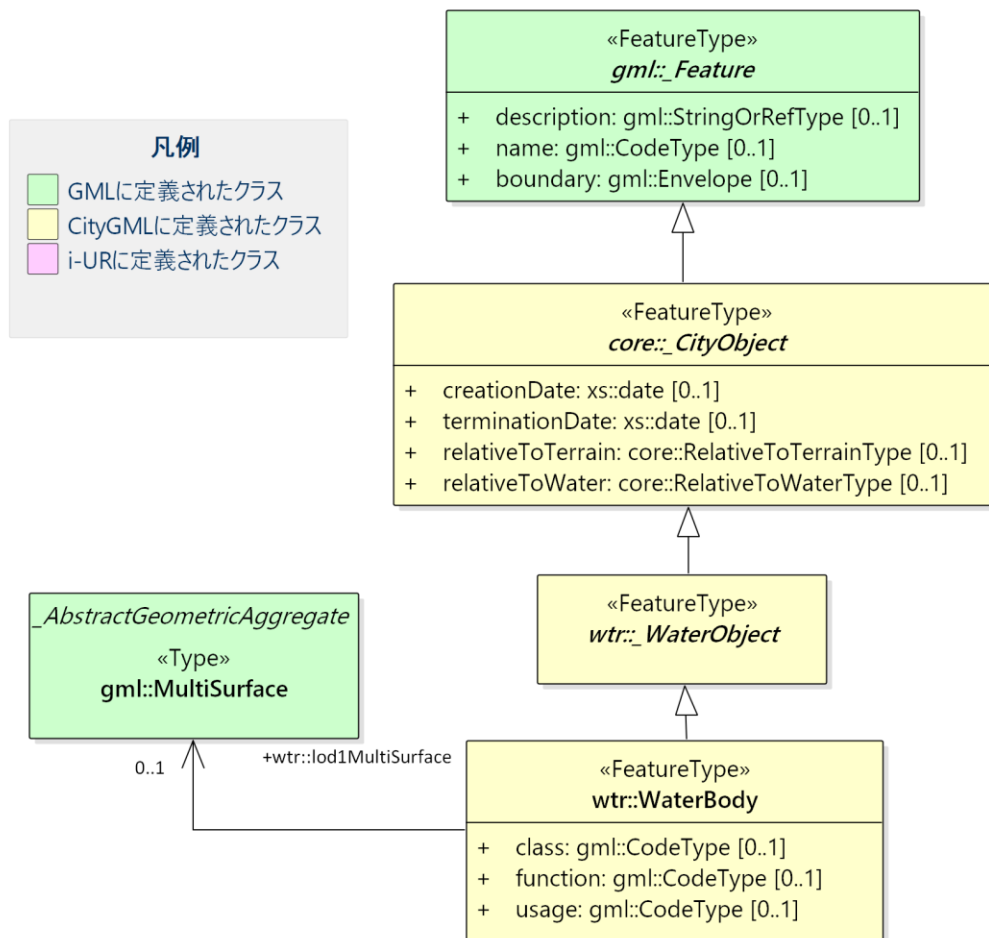 «FeatureType»
gml::_Feature
+ description: gml::StringOrRefType [0..1]
+ name: gml::CodeType [0..1]
+ boundary: gml::Envelope [0..1]
凡例
GMLに定義されたクラス
CityGMLに定義されたクラス
i-URに定義されたクラス
«FeatureType»
core::_CityObject
+ creationDate: xs::date [0..1]
+ terminationDate: xs::date [0..1]
+ relativeToTerrain: core::RelativeToTerrainType [0..1]
+ relativeToWater: core::RelativeToWaterType [0..1]
«FeatureType»
wtr::_WaterObject
_AbstractGeometricAggregate
«Type»
gml::MultiSurface
0..1
+wtr::lod1MultiSurface
«FeatureType»
wtr::WaterBody
+ class: gml::CodeType [0..1]
+ function: gml::CodeType [0..1]
+ usage: gml::CodeType [0..1]